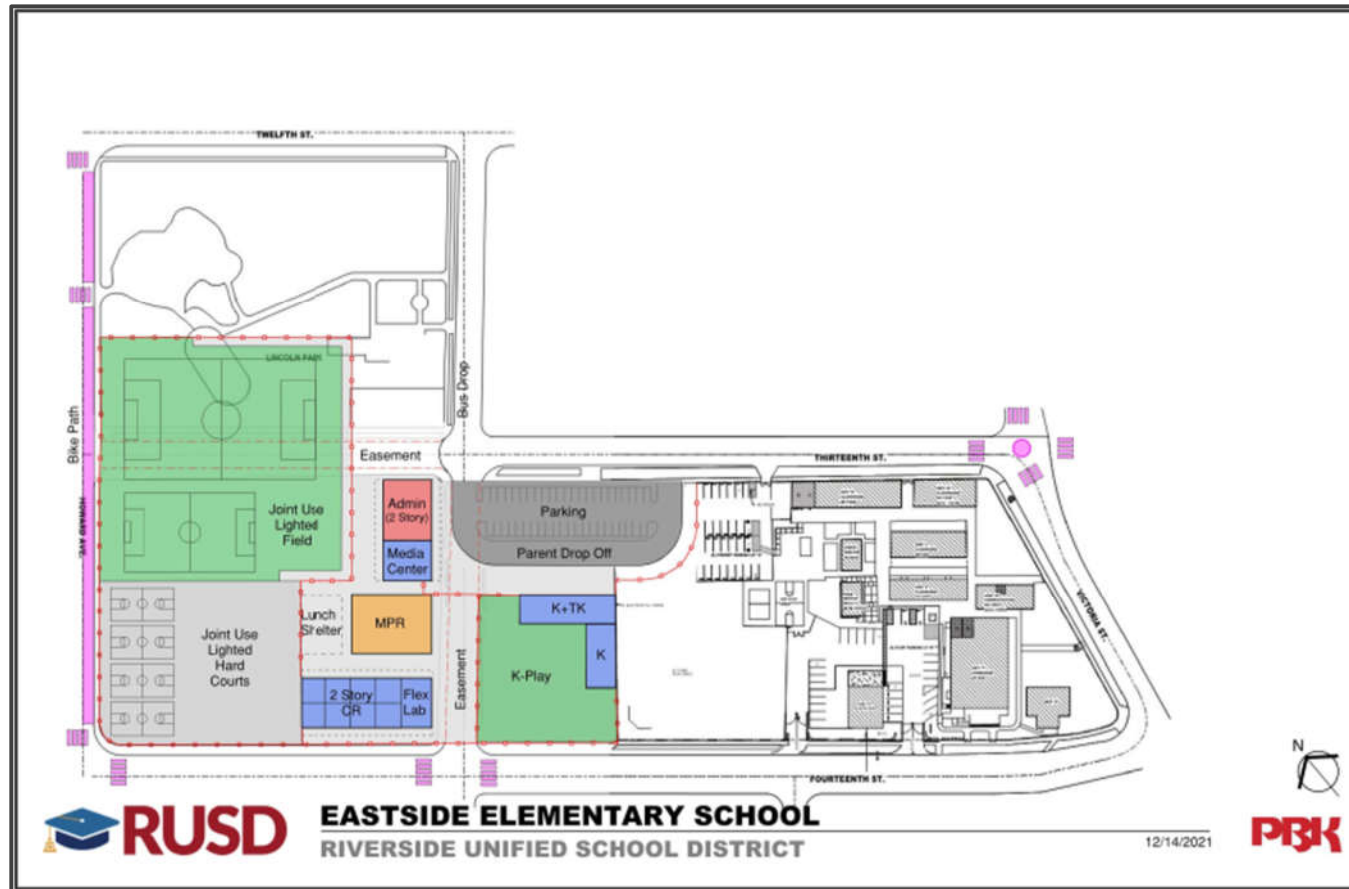 TWELFTH ST.
LINCOLN PARK
Bus Drop
Bike Path
HOWARD AVE.
Easement
THIRTEENTH ST.
Joint Use
Lighted
Field
Admin
(2 Story)
Media
Center
Parking
Parent Drop Off
Joint Use
Lighted
Hard
Courts
Lunch
Shelter
MPR
K+TK
K
K-Play
2 Story
CR
Flex
Lab
Easement
VICTORIA ST.
FOURTEENTH ST.
N
RUSD
EASTSIDE ELEMENTARY SCHOOL
RIVERSIDE UNIFIED SCHOOL DISTRICT
12/14/2021
PBK